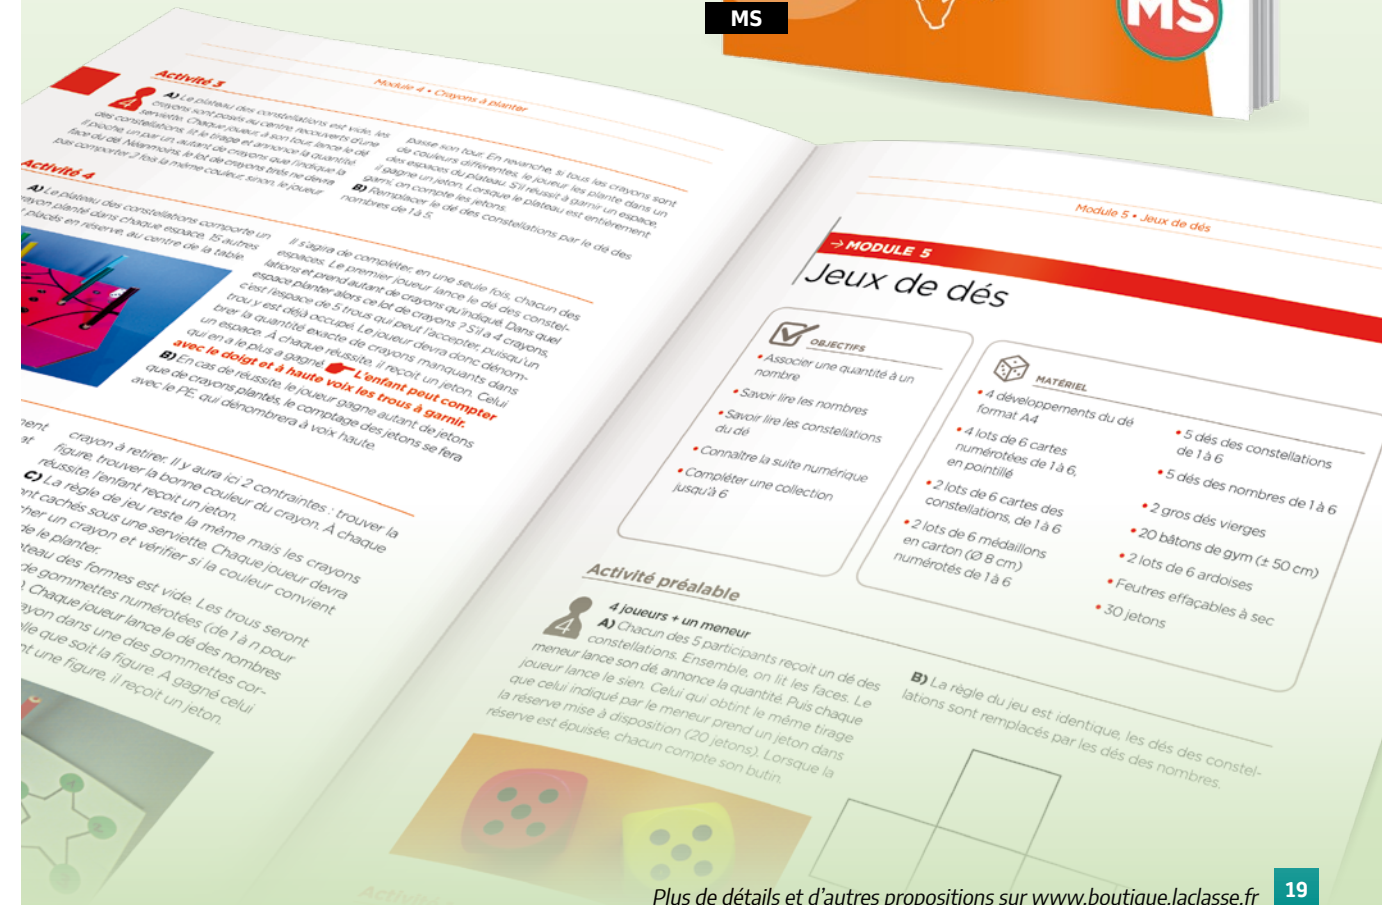 MS
MS
Module 4 • Crayons à planter
Activité 3
4
A) Le plateau des constellations est vide, les
crayons sont posés au centre, recouverts d'une
serviette. Chaque joueur, à son tour, lance le dé
des constellations, lit le tirage et annonce la quantité.
Il pioche, un par un, autant de crayons que l'indique la
face du dé. Néanmoins, le lot de crayons tirés ne devra
pas comporter 2 fois la même couleur, sinon, le joueur
passe son tour. En revanche, si tous les crayons sont
de couleurs différentes, le joueur les plante dans un
des espaces du plateau. S'il réussit à garnir un espace,
il gagne un jeton. Lorsque le plateau est entièrement
garni, on compte les jetons.
B) Remplacer le dé des constellations par le dé des
nombres de 1 à 5.
Activité 4
A) Le plateau des constellations comporte un
rayon planté dans chaque espace, 15 autres
placés en réserve, au centre de la table.
Il s'agira de compléter, en une seule fois, chacun des
espaces. Le premier joueur lance le dé des constel-
lations et prend autant de crayons qu'indiqué. Dans quel
espace planter alors ce lot de crayons ? S'il a 4 crayons,
c'est l'espace de 5 trous qui peut l'accepter, puisqu'un
trou y est déjà occupé. Le joueur devra donc dénom-
brer la quantité exacte de crayons manquants dans
un espace. À chaque réussite, il reçoit un jeton. Celui
qui en a le plus a gagné. L'enfant peut compter
avec le doigt et à haute voix les trous à garnir.
B) En cas de réussite, le joueur gagne autant de jetons
que de crayons plantés, le comptage des jetons se fera
avec le PE, qui dénombrera à voix haute.
crayon à retirer. Il y aura ici 2 contraintes : trouver la
figure, trouver la bonne couleur du crayon. À chaque
réussite, l'enfant reçoit un jeton.
C) La règle de jeu reste la même mais les crayons
ont cachés sous une serviette. Chaque joueur devra
cher un crayon et vérifier si la couleur convient
de le planter.
teau des formes est vide. Les trous seront
de gommettes numérotées (de 1 à n pour
). Chaque joueur lance le dé des nombres
ayon dans une des gommettes cor-
lle que soit la figure. A gagné celui
nt une figure, il reçoit un jeton.
Module 5 • Jeux de dés
→ MODULE 5
Jeux de dés
OBJECTIFS
• Associer une quantité à un
nombre
• Savoir lire les nombres
• Savoir lire les constellations
du dé
• Connaître la suite numérique
• Compléter une collection
jusqu'à 6
MATÉRIEL
• 4 développements du dé
format A4
• 4 lots de 6 cartes
numérotées de 1 à 6,
en pointillé
• 2 lots de 6 cartes des
constellations, de 1 à 6
• 2 lots de 6 médaillons
en carton (Ø 8 cm)
numérotés de 1 à 6
• 5 dés des constellations
de 1 à 6
• 5 dés des nombres de 1 à 6
• 2 gros dés vierges
• 20 bâtons de gym (± 50 cm)
• 2 lots de 6 ardoises
• Feutres effaçables à sec
• 30 jetons
Activité préalable
4
4 joueurs + un meneur
A) Chacun des 5 participants reçoit un dé des
constellations. Ensemble, on lit les faces. Le
meneur lance son dé, annonce la quantité. Puis chaque
joueur lance le sien. Celui qui obtint le même tirage
que celui indiqué par le meneur prend un jeton dans
la réserve mise à disposition (20 jetons). Lorsque la
réserve est épuisée, chacun compte son butin.
B) La règle du jeu est identique, les dés des constel-
lations sont remplacés par les dés des nombres.
Plus de détails et d'autres propositions sur www.boutique.laclasse.fr
19